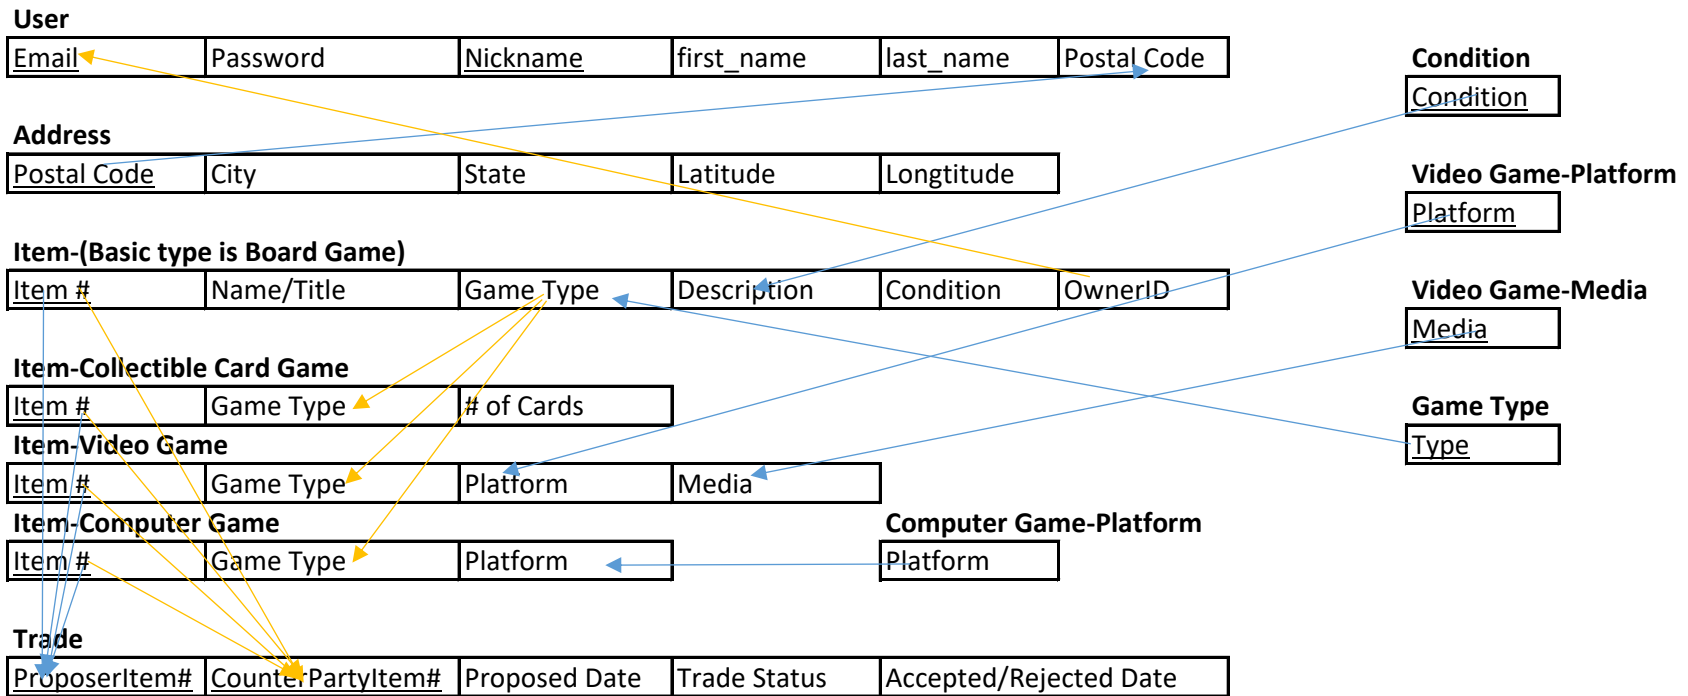 User
Email Password Nickname first_name last_name Postal Code
Condition
Condition
Address
Postal Code City State Latitude Longtitude
Video Game-Platform
Platform
Item-(Basic type is Board Game)
Item # Name/Title Game Type Description Condition OwnerID
Video Game-Media
Media
Item-Collectible Card Game
Item # Game Type # of Cards
Game Type
Type
Item-Video Game
Item # Game Type Platform Media
Item-Computer Game
Item # Game Type Platform
Computer Game-Platform
Platform
Trade
ProposerItem# CounterPartyItem# Proposed Date Trade Status Accepted/Rejected Date